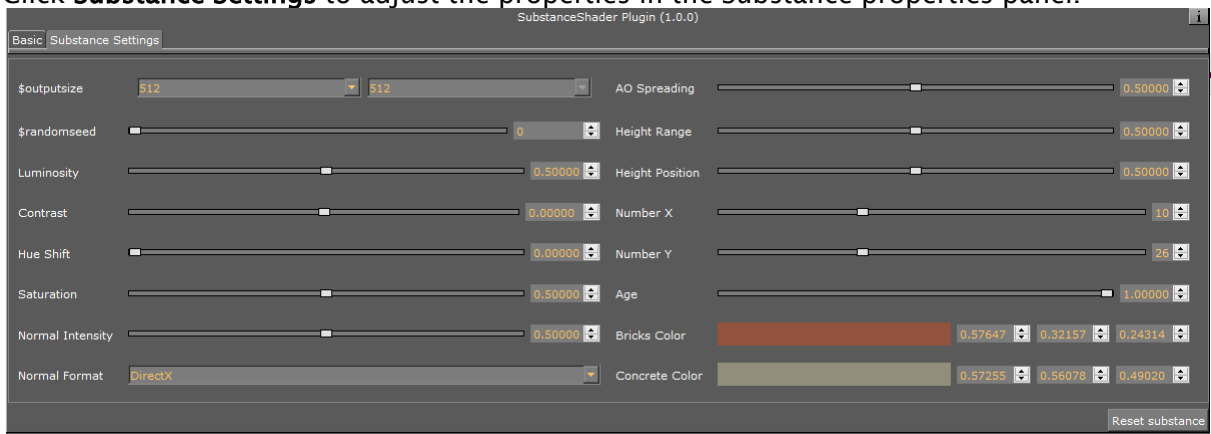 Click Substance Settings to adjust the properties in the Substance properties panel.
SubstanceShader Plugin (1.0.0)
i
Basic Substance Settings
$outputsize 512 512 AO Spreading 0.50000
$randomseed 0 Height Range 0.50000
Luminosity 0.50000 Height Position 0.50000
Contrast 0.00000 Number X 10
Hue Shift 0.00000 Number Y 26
Saturation 0.50000 Age 1.00000
Normal Intensity 0.50000 Bricks Color 0.57647 0.32157 0.24314
Normal Format DirectX Concrete Color 0.57255 0.56078 0.49020
Reset substance